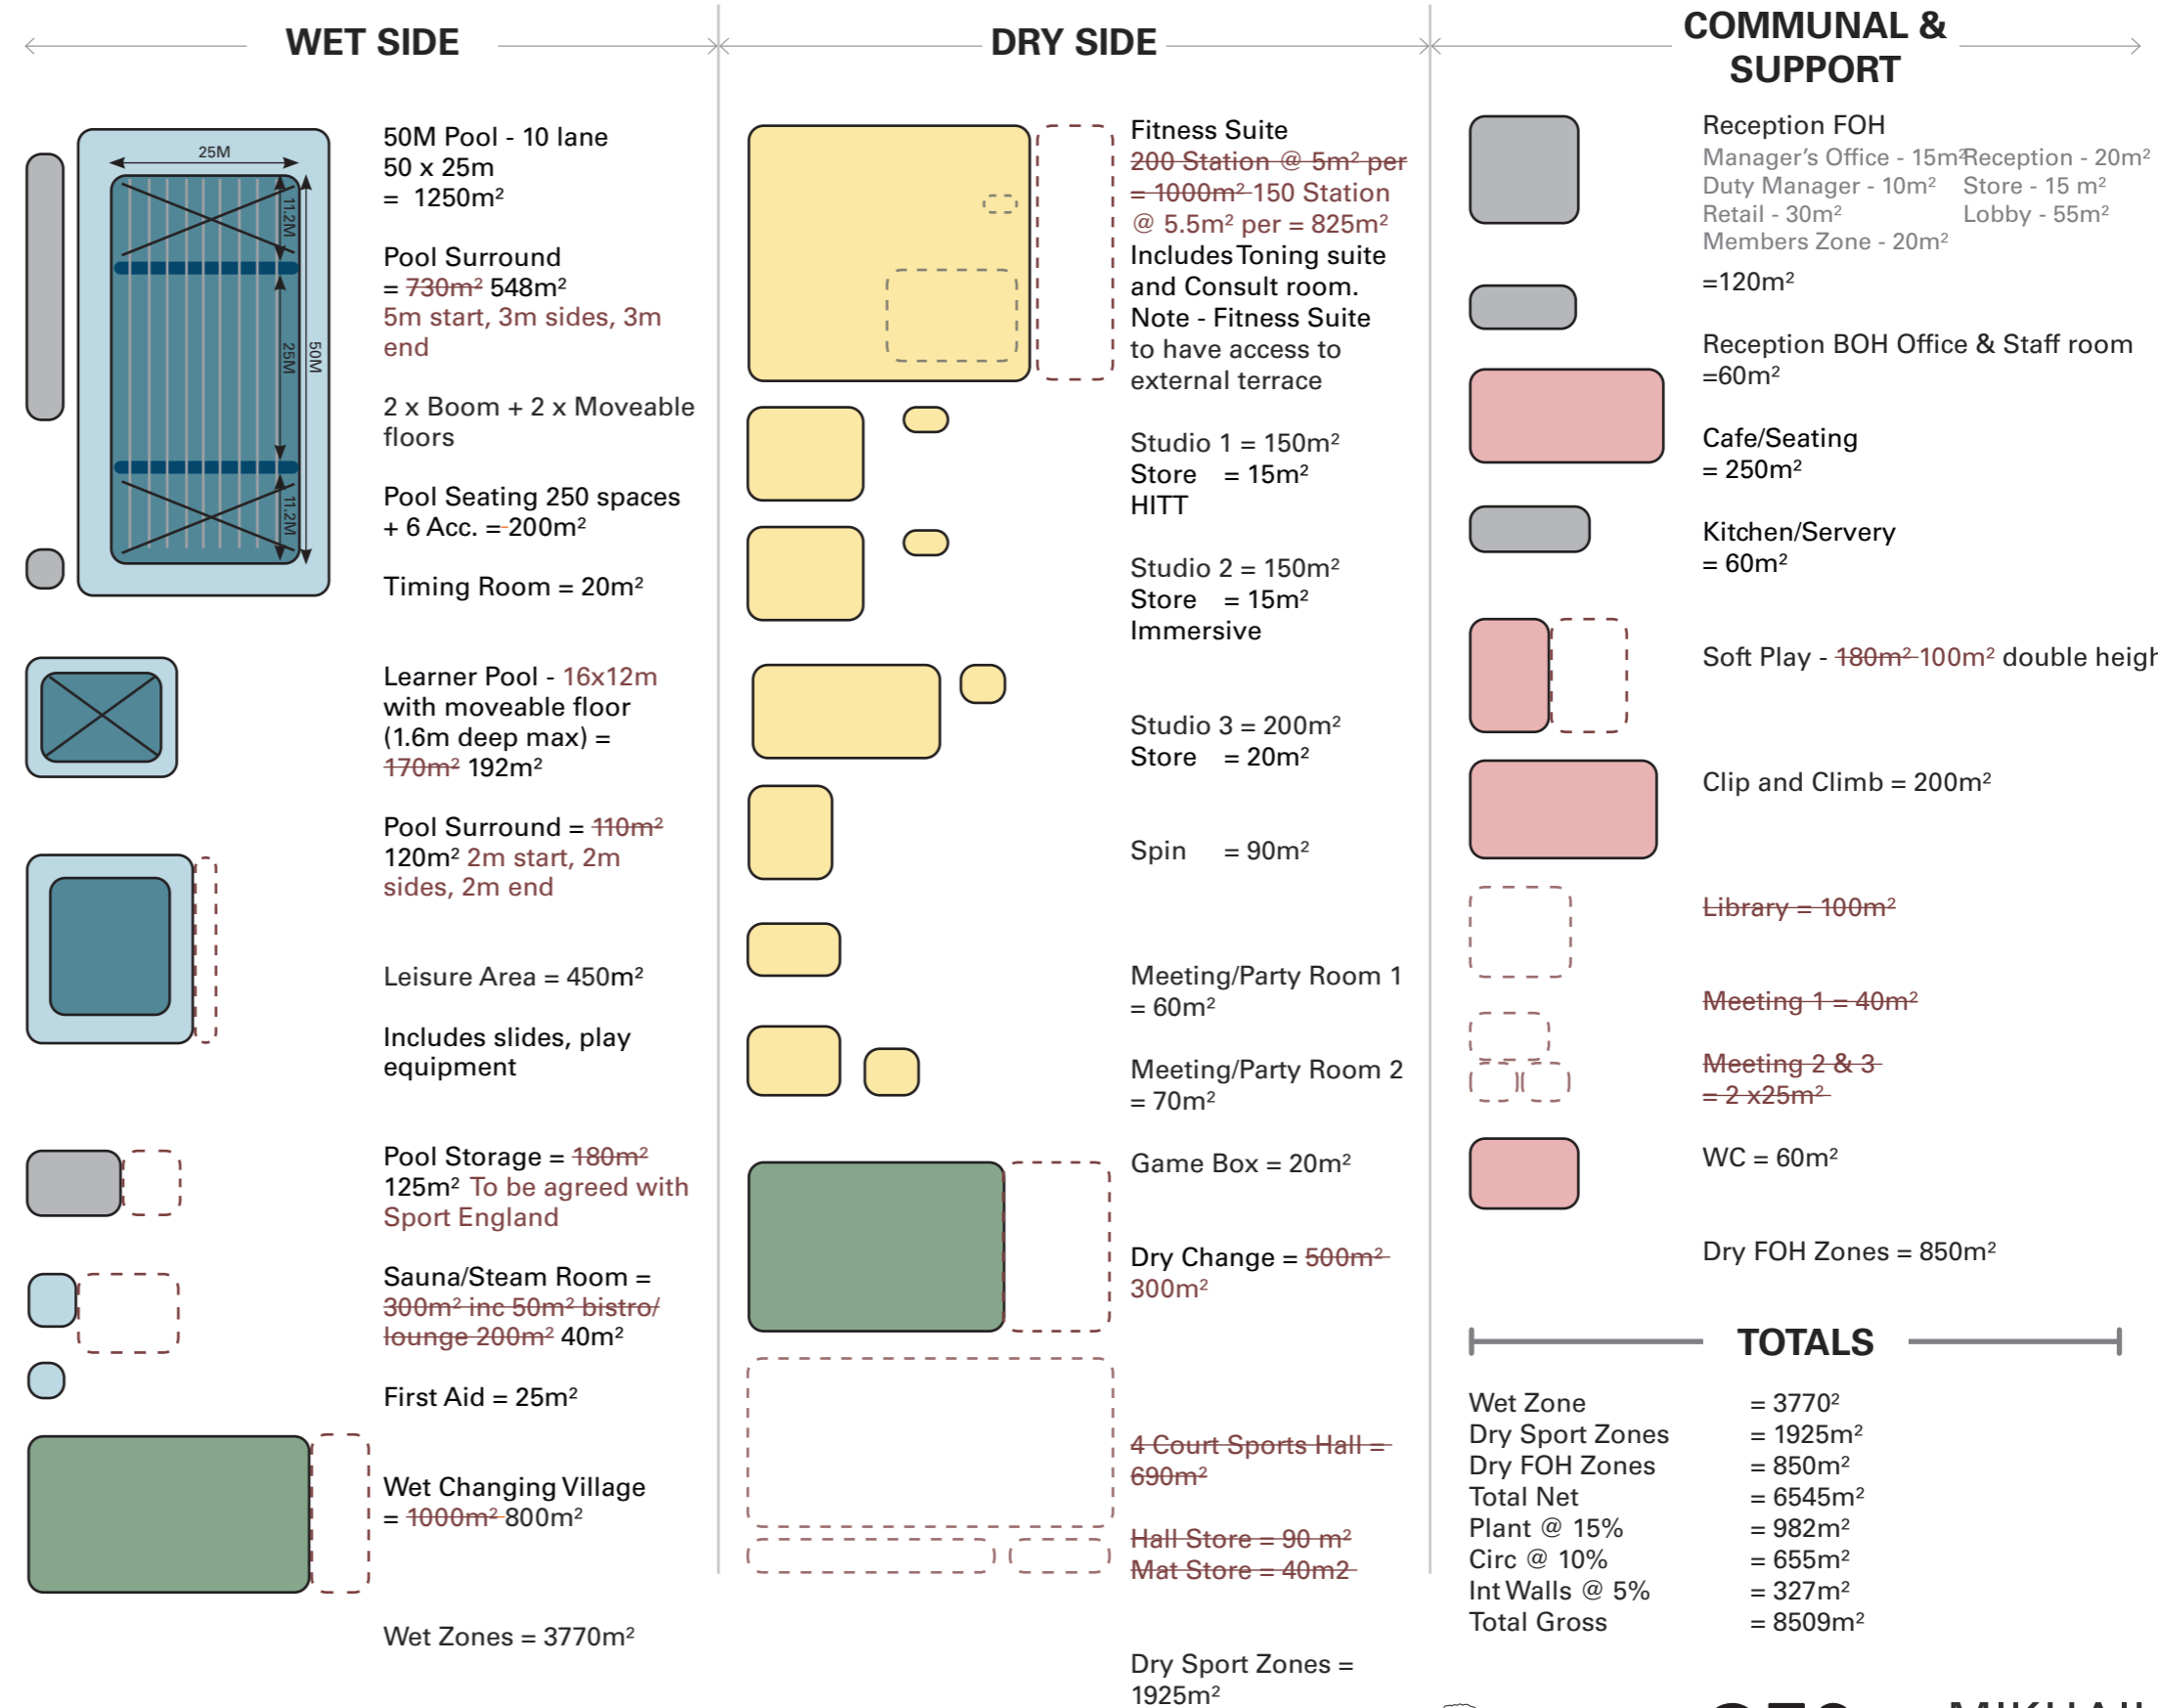 WET SIDE
25M
11.2M
25M
50M
11.2M
50M Pool - 10 lane
50 x 25m
= 1250m²
Pool Surround
= 730m² 548m²
5m start, 3m sides, 3m
end
2 x Boom + 2 x Moveable
floors
Pool Seating 250 spaces
+ 6 Acc. = 200m²
Timing Room = 20m²
Learner Pool - 16x12m
with moveable floor
(1.6m deep max) =
170m² 192m²
Pool Surround = 110m²
120m² 2m start, 2m
sides, 2m end
Leisure Area = 450m²
Includes slides, play
equipment
Pool Storage = 180m²
125m² To be agreed with
Sport England
Sauna/Steam Room =
300m² inc 50m² bistro/
lounge 200m² 40m²
First Aid = 25m²
Wet Changing Village
= 1000m² 800m²
Wet Zones = 3770m²
DRY SIDE
Fitness Suite
200 Station @ 5m² per
= 1000m² 150 Station
@ 5.5m² per = 825m²
Includes Toning suite
and Consult room.
Note - Fitness Suite
to have access to
external terrace
Studio 1 = 150m²
Store = 15m²
HITT
Studio 2 = 150m²
Store = 15m²
Immersive
Studio 3 = 200m²
Store = 20m²
Spin = 90m²
Meeting/Party Room 1
= 60m²
Meeting/Party Room 2
= 70m²
Game Box = 20m²
Dry Change = 500m²
300m²
4 Court Sports Hall =
690m²
Hall Store = 90 m²
Mat Store = 40m2
Dry Sport Zones =
1925m²
COMMUNAL &
SUPPORT
Reception FOH
Manager's Office - 15m² Reception - 20m²
Duty Manager - 10m² Store - 15 m²
Retail - 30m² Lobby - 55m²
Members Zone - 20m²
=120m²
Reception BOH Office & Staff room
=60m²
Cafe/Seating
= 250m²
Kitchen/Servery
= 60m²
Soft Play - 180m² 100m² double heigh
Clip and Climb = 200m²
Library = 100m²
Meeting 1 = 40m²
Meeting 2 & 3
= 2 x25m²
WC = 60m²
Dry FOH Zones = 850m²
TOTALS
Wet Zone = 3770²
Dry Sport Zones = 1925m²
Dry FOH Zones = 850m²
Total Net = 6545m²
Plant @ 15% = 982m²
Circ @ 10% = 655m²
Int Walls @ 5% = 327m²
Total Gross = 8509m²